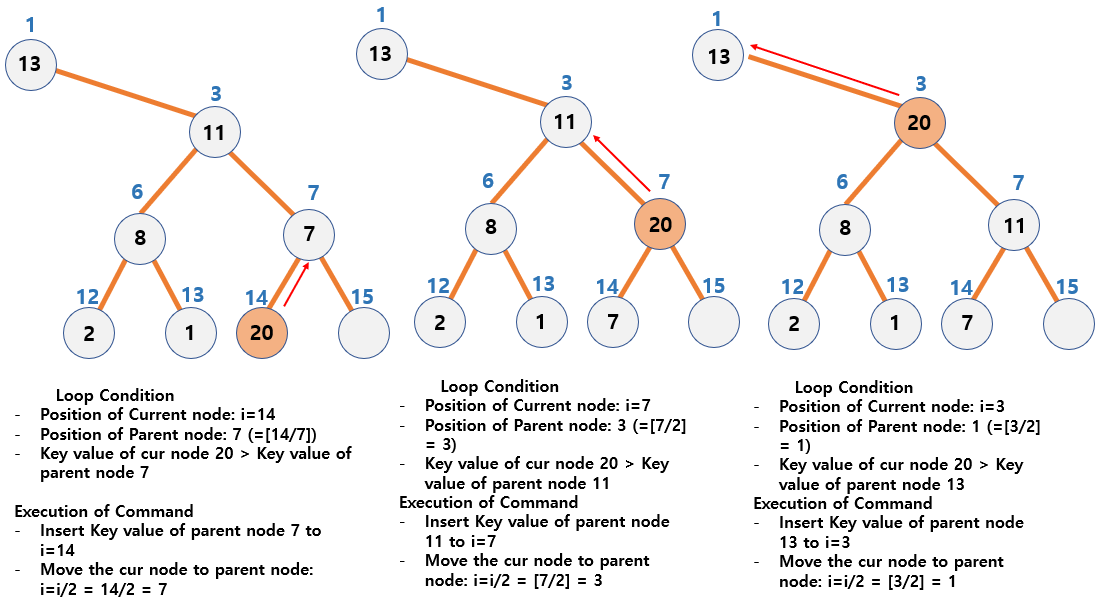 1
13
3
11
6
7
8
7
12
13
14
15
2
1
20
Loop Condition
- Position of Current node: i=14
- Position of Parent node: 7 (=[14/7])
- Key value of cur node 20 > Key value of
parent node 7
Execution of Command
- Insert Key value of parent node 7 to
i=14
- Move the cur node to parent node:
i=i/2 = 14/2 = 7
1
13
3
11
6
7
8
20
12
13
14
15
2
1
7
Loop Condition
- Position of Current node: i=7
- Position of Parent node: 3 (=[7/2]
= 3)
- Key value of cur node 20 > Key
value of parent node 11
Execution of Command
- Insert Key value of parent node
11 to i=7
- Move the cur node to parent
node: i=i/2 = [7/2] = 3
1
13
3
20
6
7
8
11
12
13
14
15
2
1
7
Loop Condition
- Position of Current node: i=3
- Position of Parent node: 1 (=[3/2]
= 1)
- Key value of cur node 20 > Key
value of parent node 13
Execution of Command
- Insert Key value of parent node
13 to i=3
- Move the cur node to parent
node: i=i/2 = [3/2] = 1